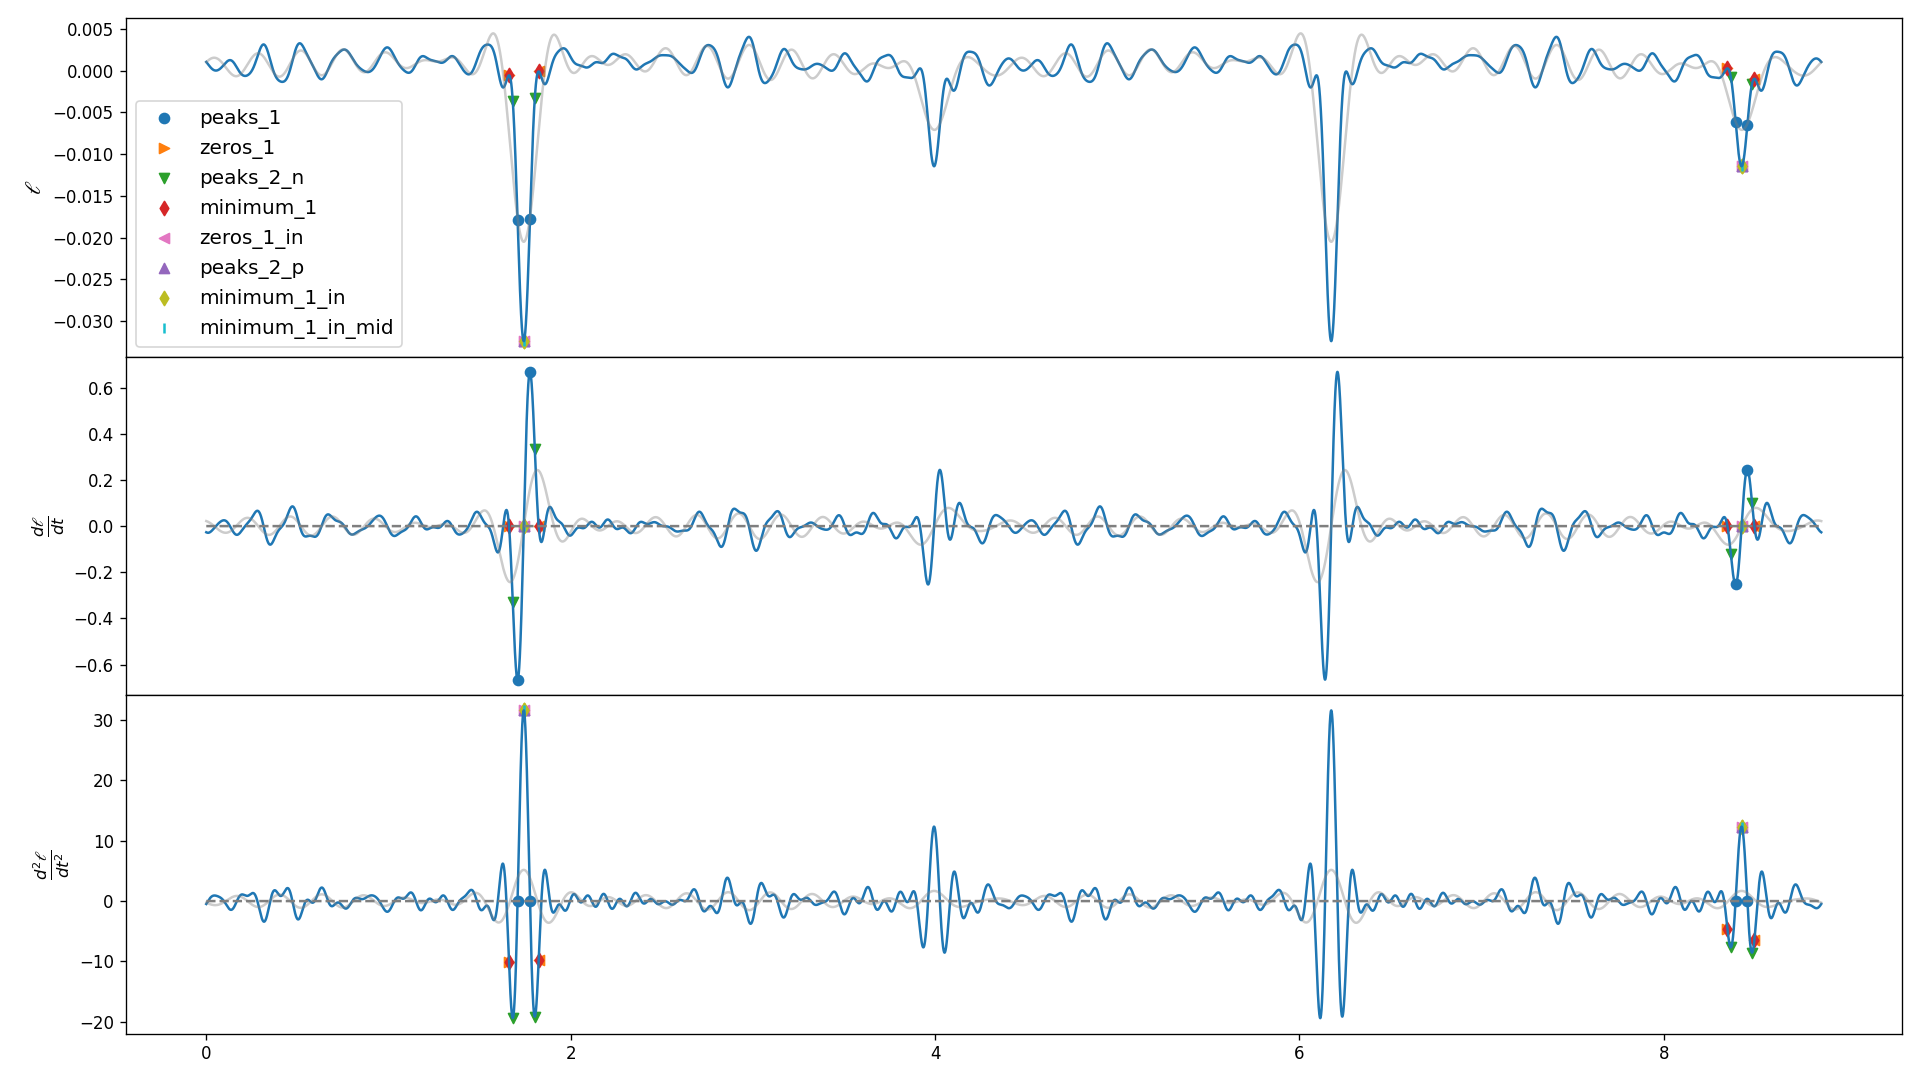 0.005
0.000
−0.005
−0.010
−0.015
−0.020
−0.025
−0.030
ℓ
peaks_1
zeros_1
peaks_2_n
minimum_1
zeros_1_in
peaks_2_p
minimum_1_in
minimum_1_in_mid
0.6
0.4
0.2
0.0
−0.2
−0.4
−0.6
dℓ
dt
30
20
10
0
−10
−20
d²ℓ
dt²
0 2 4 6 8